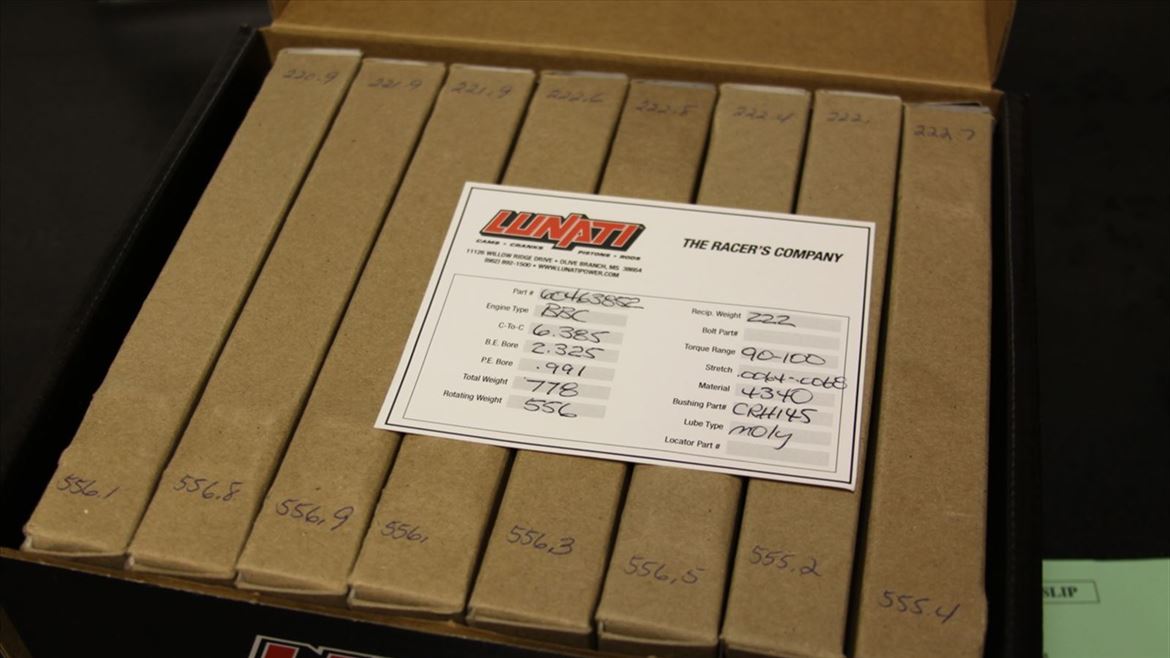 220.9
221.9
221.9
222.6
222.8
222.4
222.
222.7
LUNATI
CAMS • CRANKS
PISTONS • RODS
THE RACER'S COMPANY
11126 WILLOW RIDGE DRIVE • OLIVE BRANCH, MS 38654
(662) 892-1500 • WWW.LUNATIPOWER.COM
Part #
Engine Type BBC
C-To-C 6.385
B.E. Bore 2.325
P.E. Bore .991
Total Weight 778
Rotating Weight 556
Recip. Weight 222
Bolt Part#
Torque Range 90-100
Stretch .0064-.0068
Material 4340
Bushing Part# CRH145
Lube Type moly
Locator Part #
556.1
556.8
556.9
556.
556.3
556.5
555.2
555.4
SLIP